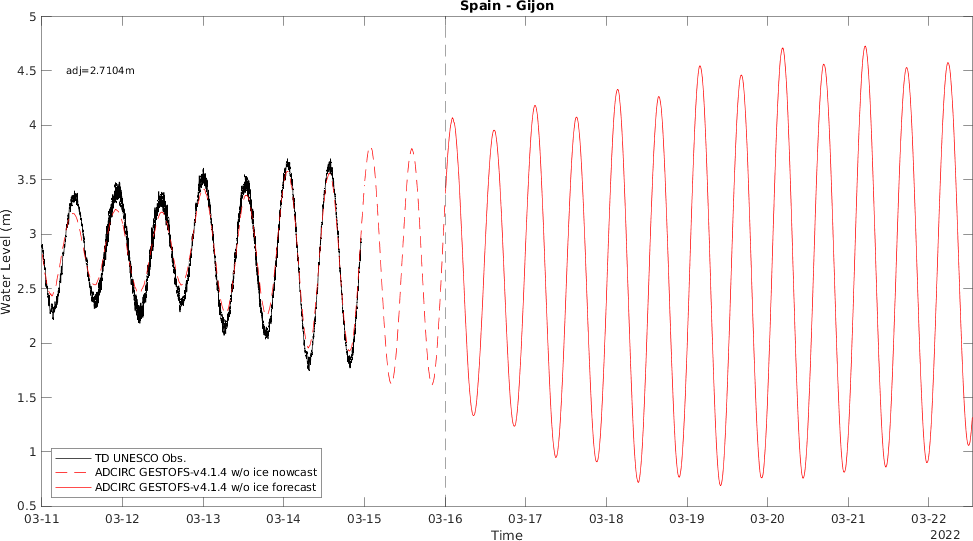 Spain - Gijon
5
4.5
4
3.5
3
2.5
2
1.5
1
0.5
Water Level (m)
adj=2.7104m
TD UNESCO Obs.
ADCIRC GESTOFS-v4.1.4 w/o ice nowcast
ADCIRC GESTOFS-v4.1.4 w/o ice forecast
03-11 03-12 03-13 03-14 03-15 03-16 03-17 03-18 03-19 03-20 03-21 03-22
Time
2022